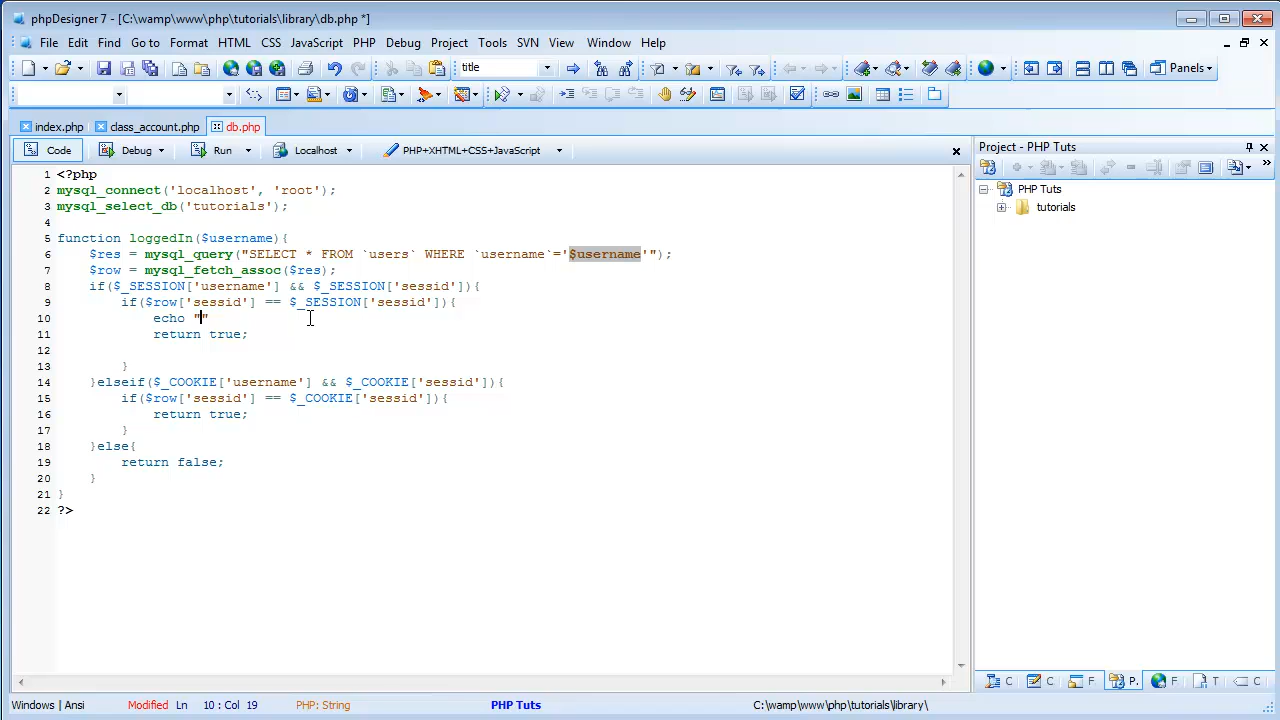 phpDesigner 7 - [C:\wamp\www\php\tutorials\library\db.php *]
File Edit Find Go to Format HTML CSS JavaScript PHP Debug Project Tools SVN View Window Help
title Panels
index.php class_account.php db.php
Code Debug Run Localhost PHP+XHTML+CSS+JavaScript
1 <?php
2 mysql_connect('localhost', 'root');
3 mysql_select_db('tutorials');
4
5 function loggedIn($username){
6 $res = mysql_query("SELECT * FROM `users` WHERE `username`='$username'");
7 $row = mysql_fetch_assoc($res);
8 if($_SESSION['username'] && $_SESSION['sessid']){
9 if($row['sessid'] == $_SESSION['sessid']){
10 echo ""
11 return true;
12
13 }
14 }elseif($_COOKIE['username'] && $_COOKIE['sessid']){
15 if($row['sessid'] == $_COOKIE['sessid']){
16 return true;
17 }
18 }else{
19 return false;
20 }
21 }
22 ?>
Project - PHP Tuts
PHP Tuts
tutorials
C C F P. F T C
Windows | Ansi Modified Ln 10 : Col 19 PHP: String PHP Tuts C:\wamp\www\php\tutorials\library\